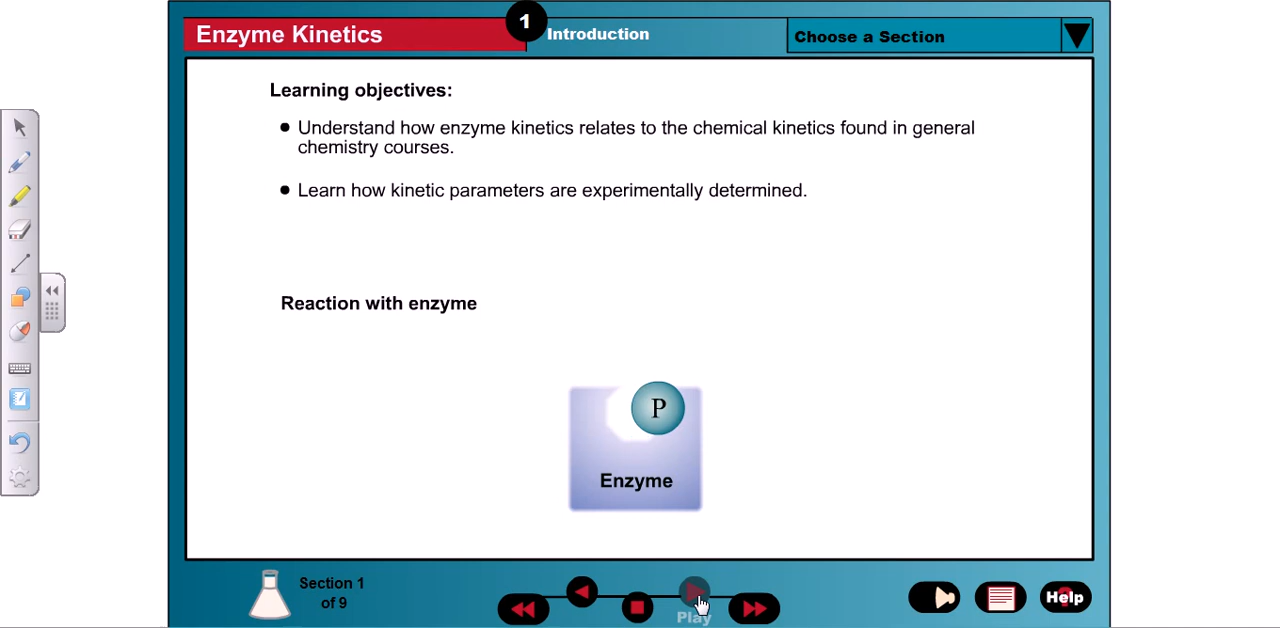 Enzyme Kinetics
1
Introduction
Choose a Section
Learning objectives:
● Understand how enzyme kinetics relates to the chemical kinetics found in general
chemistry courses.
● Learn how kinetic parameters are experimentally determined.
Reaction with enzyme
P
Enzyme
Section 1
of 9
Play
Help